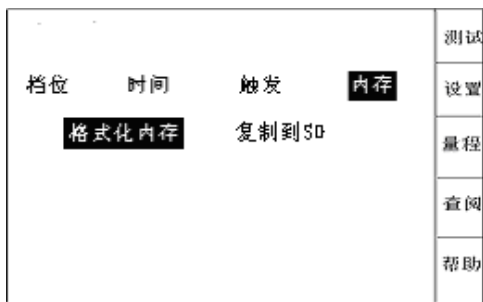 档位 时间 触发 内存
格式化内存 复制到SD
测试
设置
量程
查阅
帮助